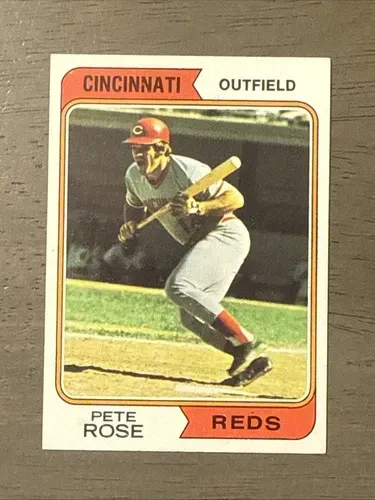 CINCINNATI OUTFIELD
C
PETE
ROSE REDS